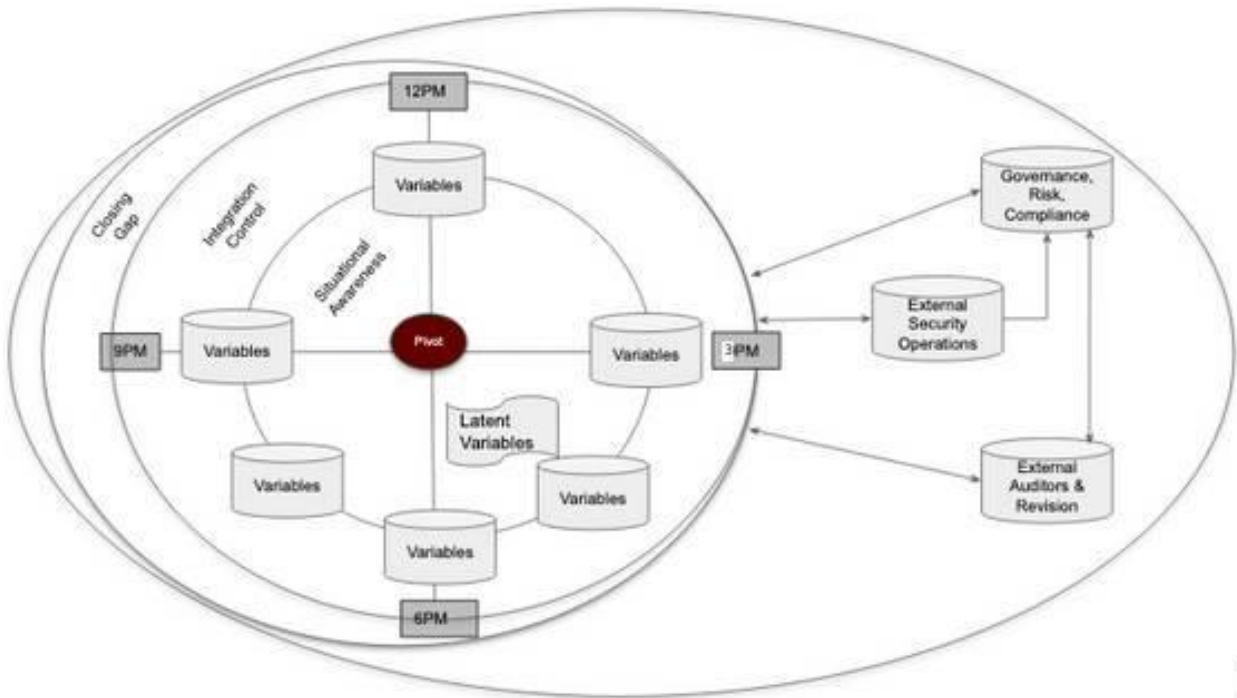 12PM
Variables
Closing
Gap
Integration
Control
Situational
Awareness
Governance,
Risk,
Compliance
9PM
Variables
Pivot
Variables
3PM
External
Security
Operations
Latent
Variables
Variables
Variables
Variables
External
Auditors &
Revision
6PM